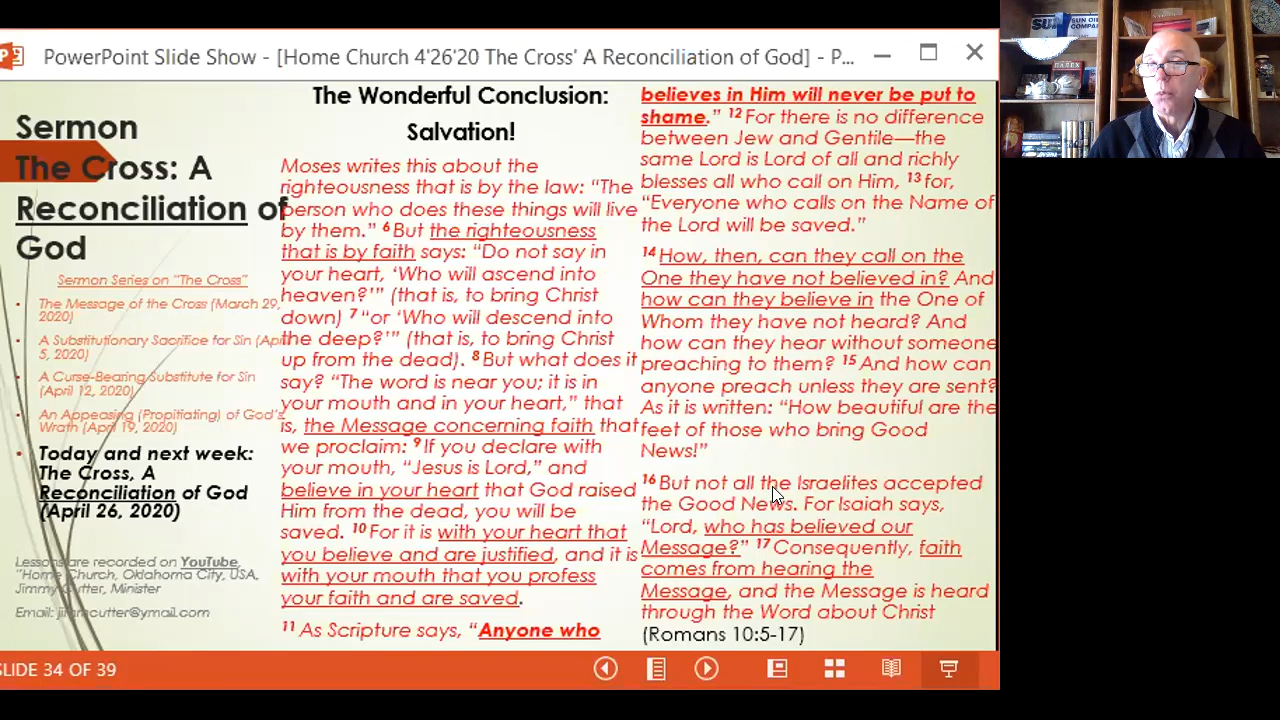 PowerPoint Slide Show - [Home Church 4'26'20 The Cross' A Reconciliation of God] - P...
Sermon
The Cross: A
Reconciliation of
God
Sermon Series on "The Cross"
• The Message of the Cross (March 29,
2020)
• A Substitutionary Sacrifice for Sin (April
5, 2020)
• A Curse-Bearing Substitute for Sin
(April 12, 2020)
• An Appeasing (Propitiating) of God's
Wrath (April 19, 2020)
• Today and next week:
The Cross, A
Reconciliation of God
(April 26, 2020)
Lessons are recorded on YouTube,
"Home Church, Oklahoma City, USA,
Jimmy Cutter, Minister
Email: jimmcutter@ymail.com
The Wonderful Conclusion:
Salvation!
Moses writes this about the
righteousness that is by the law: “The
person who does these things will live
by them.” 6 But the righteousness
that is by faith says: “Do not say in
your heart, ‘Who will ascend into
heaven?’” (that is, to bring Christ
down) 7 “or ‘Who will descend into
the deep?’” (that is, to bring Christ
up from the dead). 8 But what does it
say? “The word is near you; it is in
your mouth and in your heart,” that
is, the Message concerning faith that
we proclaim: 9 If you declare with
your mouth, “Jesus is Lord,” and
believe in your heart that God raised
Him from the dead, you will be
saved. 10 For it is with your heart that
you believe and are justified, and it is
with your mouth that you profess
your faith and are saved.
11 As Scripture says, “Anyone who
believes in Him will never be put to
shame.” 12 For there is no difference
between Jew and Gentile—the
same Lord is Lord of all and richly
blesses all who call on Him, 13 for,
“Everyone who calls on the Name of
the Lord will be saved.”
14 How, then, can they call on the
One they have not believed in? And
how can they believe in the One of
Whom they have not heard? And
how can they hear without someone
preaching to them? 15 And how can
anyone preach unless they are sent?
As it is written: “How beautiful are the
feet of those who bring Good
News!”
16 But not all the Israelites accepted
the Good News. For Isaiah says,
“Lord, who has believed our
Message?” 17 Consequently, faith
comes from hearing the
Message, and the Message is heard
through the Word about Christ
(Romans 10:5-17)
SLIDE 34 OF 39
SUN OIL
COMPANY